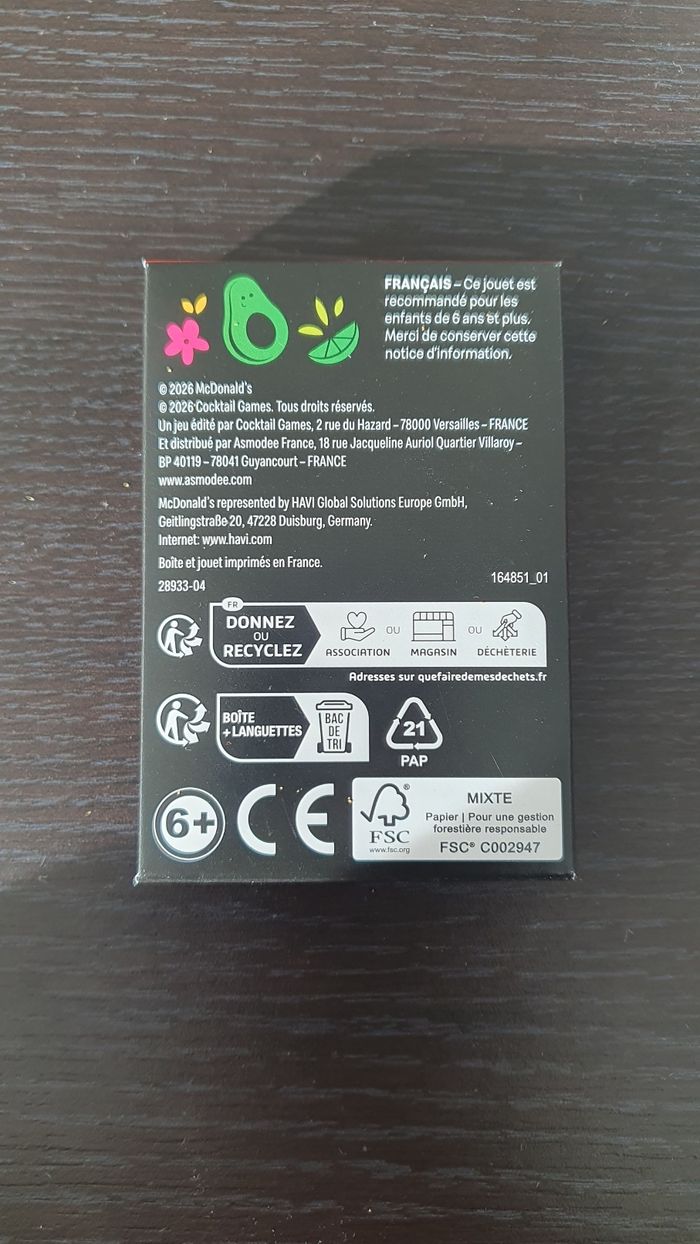 FRANÇAIS – Ce jouet est
recommandé pour les
enfants de 6 ans et plus.
Merci de conserver cette
notice d'information.
© 2026 McDonald's
© 2026 Cocktail Games. Tous droits réservés.
Un jeu édité par Cocktail Games, 2 rue du Hazard – 78000 Versailles – FRANCE
Et distribué par Asmodee France, 18 rue Jacqueline Auriol Quartier Villaroy –
BP 40119 – 78041 Guyancourt – FRANCE
www.asmodee.com
McDonald's represented by HAVI Global Solutions Europe GmbH,
Geitlingstraße 20, 47228 Duisburg, Germany.
Internet: www.havi.com
Boîte et jouet imprimés en France.
28933-04
164851_01
FR
DONNEZ
OU
RECYCLEZ
ASSOCIATION
OU
MAGASIN
OU
DÉCHÈTERIE
Adresses sur quefairedemesdechets.fr
BOÎTE
+ LANGUETTES
BAC
DE
TRI
21
PAP
6+
CE
FSC®
www.fsc.org
MIXTE
Papier | Pour une gestion
forestière responsable
FSC® C002947